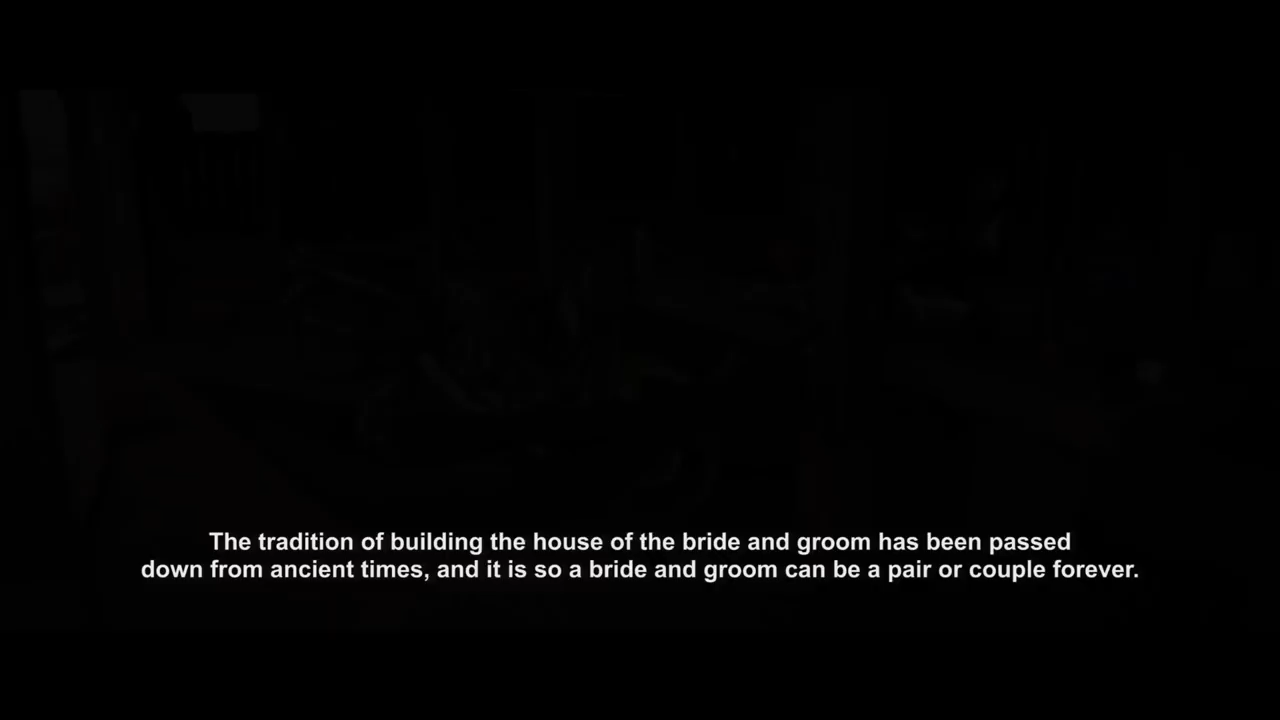 The tradition of building the house of the bride and groom has been passed
down from ancient times, and it is so a bride and groom can be a pair or couple forever.